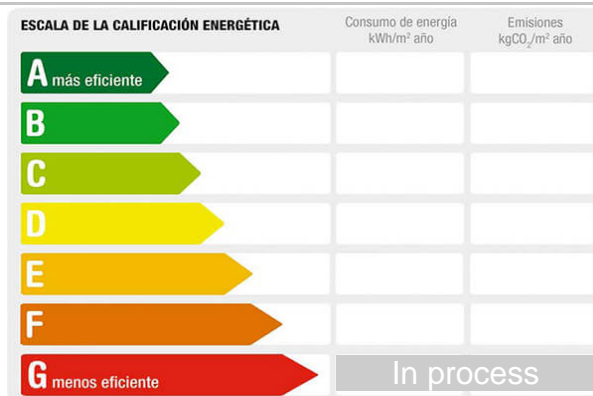 ESCALA DE LA CALIFICACIÓN ENERGÉTICA
Consumo de energía
kWh/m² año
Emisiones
kgCO₂/m² año
A más eficiente
B
C
D
E
F
G menos eficiente
In process